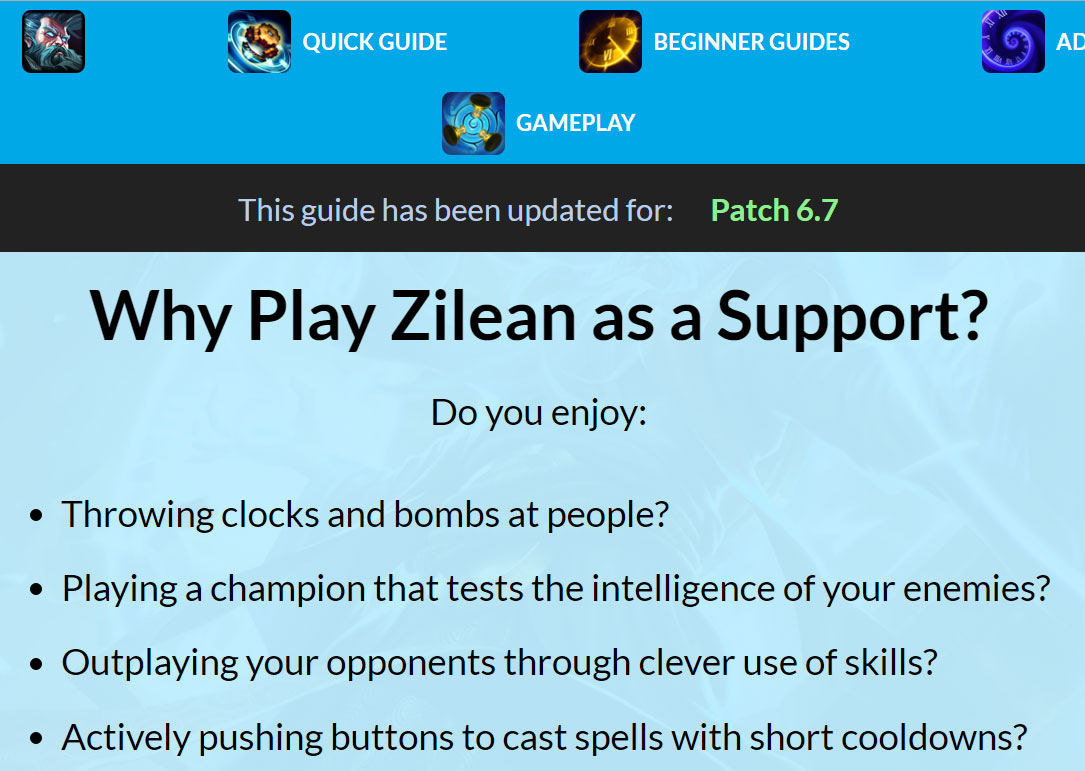 QUICK GUIDE
BEGINNER GUIDES
AD
GAMEPLAY
This guide has been updated for: Patch 6.7
Why Play Zilean as a Support?
Do you enjoy:
• Throwing clocks and bombs at people?
• Playing a champion that tests the intelligence of your enemies?
• Outplaying your opponents through clever use of skills?
• Actively pushing buttons to cast spells with short cooldowns?